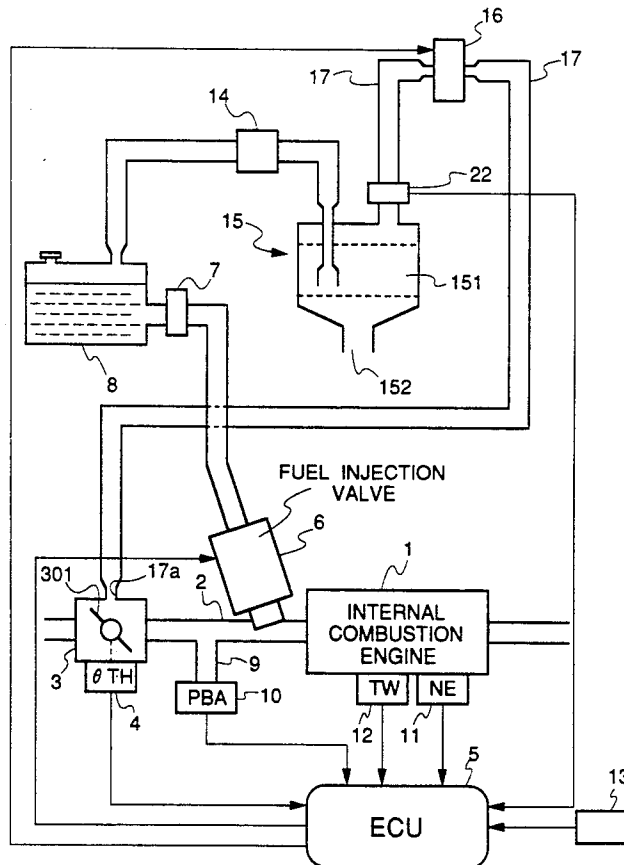 16
17
17
14
22
15
151
7
152
8
FUEL INJECTION
VALVE
6
1
301
17a
2
INTERNAL
COMBUSTION
ENGINE
3
θ TH
9
4
PBA
10
TW
NE
12
11
5
13
ECU